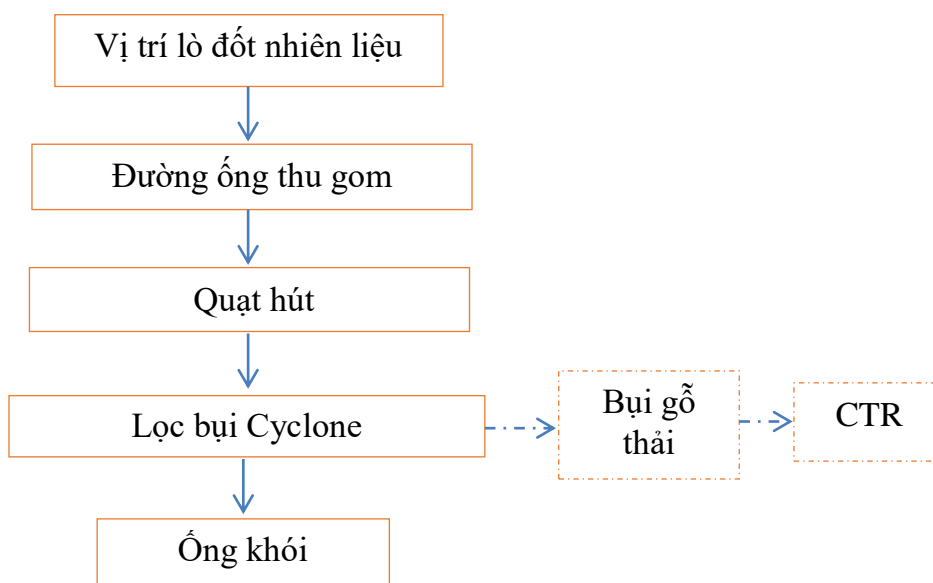 Vị trí lò đốt nhiên liệu
Đường ống thu gom
Quạt hút
Lọc bụi Cyclone
Bụi gỗ
thải
CTR
Ống khói